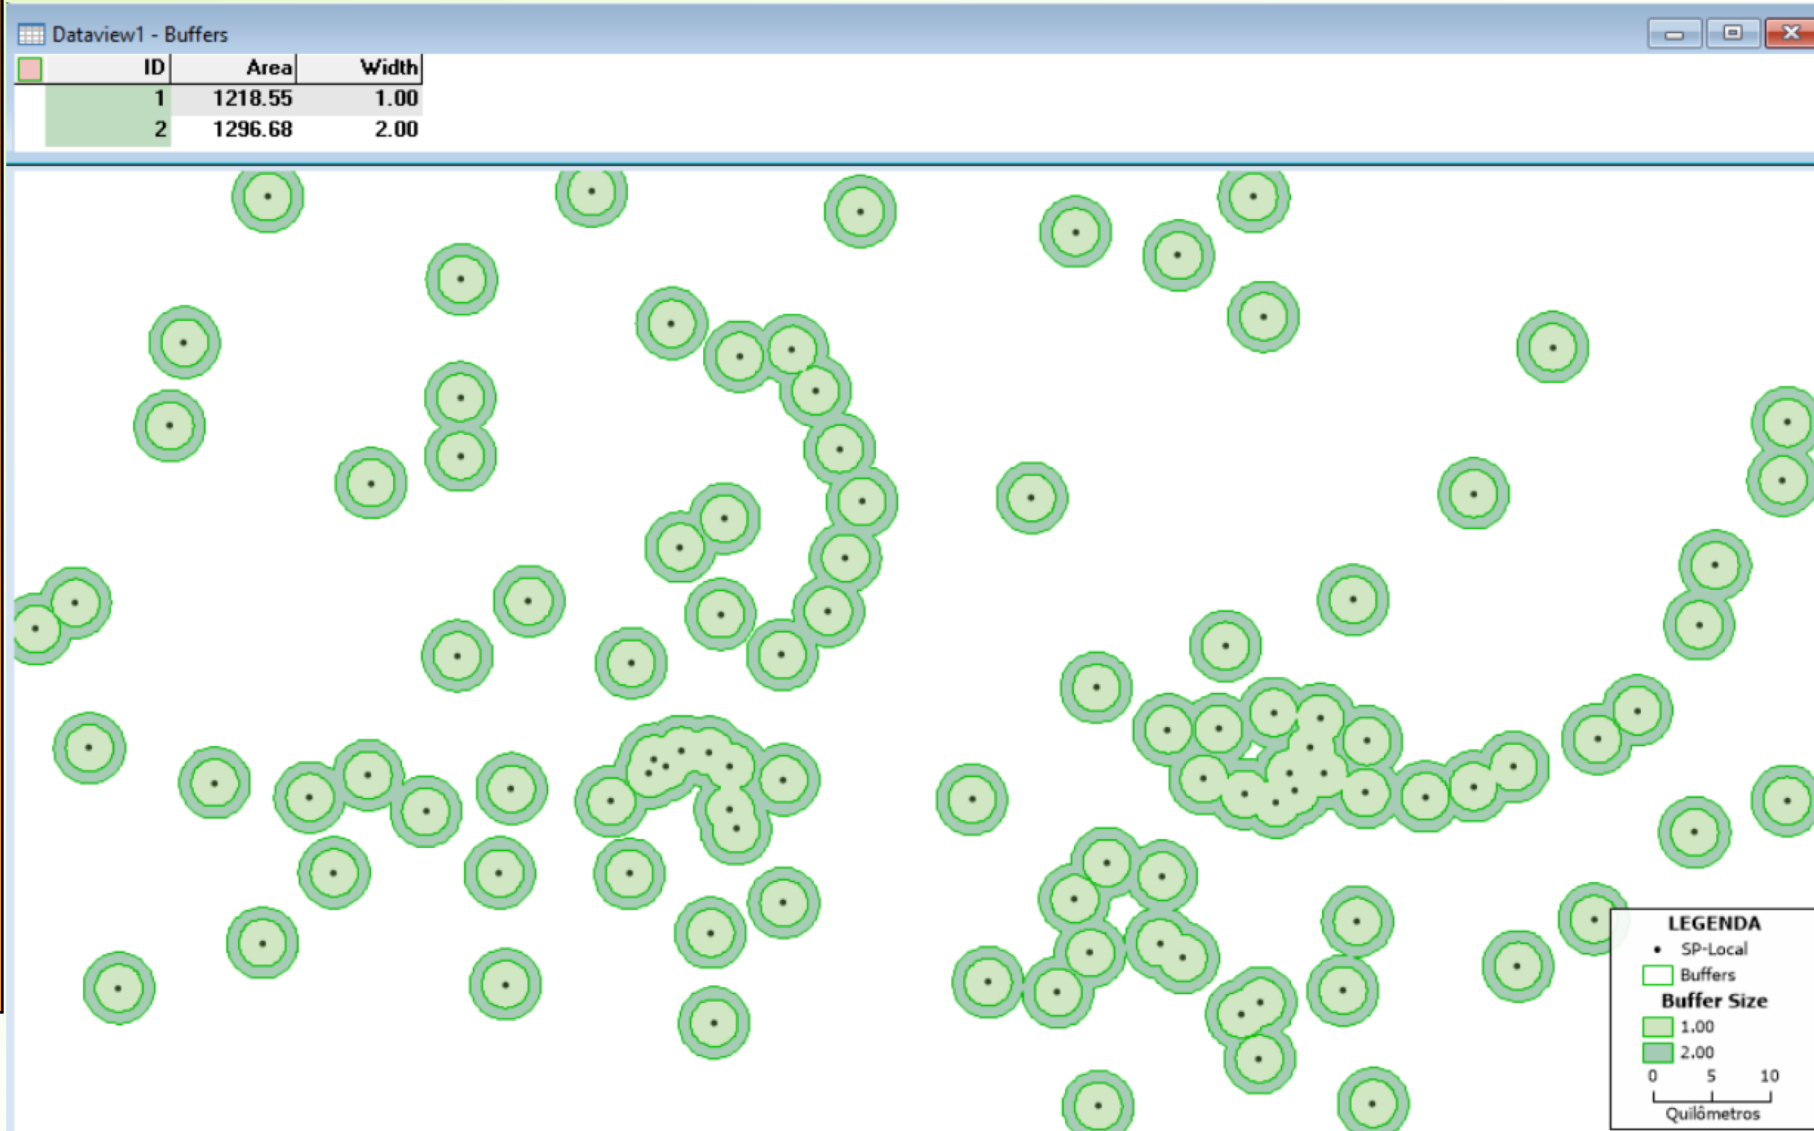 Dataview1 - Buffers
ID Area Width
1 1218.55 1.00
2 1296.68 2.00
LEGENDA
SP-Local
Buffers
Buffer Size
1.00
2.00
0 5 10
Quilômetros